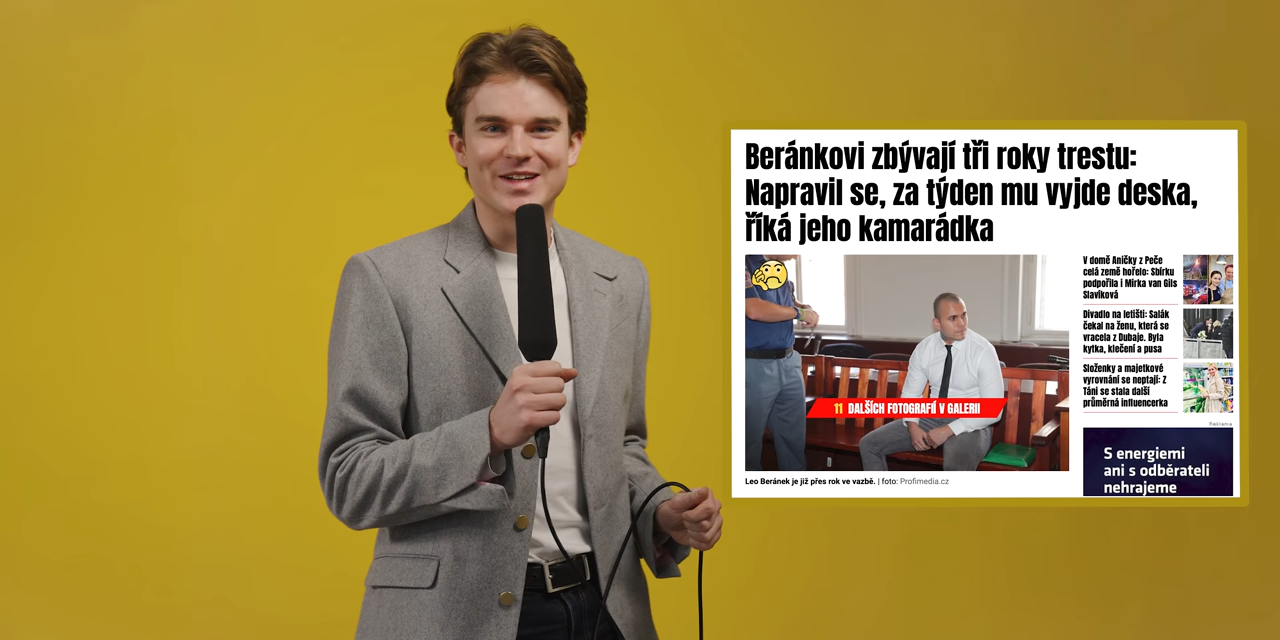 Beránkovi zbývají tři roky trestu:
Napravil se, za týden mu vyjde deska,
říká jeho kamarádka
11 DALŠÍCH FOTOGRAFIÍ V GALERII
Leo Beránek je již přes rok ve vazbě. | foto: Profimedia.cz
V domě Aničky z Peče
celá země hořelo: Sbírku
podpořila i Mirka van Gils
Slavíková
Divadlo na letišti: Salák
čekal na ženu, která se
vracela z Dubaje. Byla
kytka, klečení a pusa
Složenky a majetkové
vyrovnání se neptají: Z
Táni se stala další
průměrná influencerka
Reklama
S energiemi
ani s odběrateli
nehrajeme